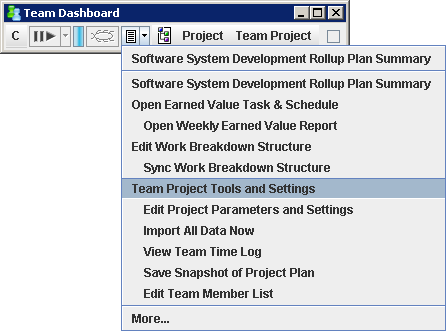 Team Dashboard
C Project Team Project
Software System Development Rollup Plan Summary
Software System Development Rollup Plan Summary
Open Earned Value Task & Schedule
Open Weekly Earned Value Report
Edit Work Breakdown Structure
Sync Work Breakdown Structure
Team Project Tools and Settings
Edit Project Parameters and Settings
Import All Data Now
View Team Time Log
Save Snapshot of Project Plan
Edit Team Member List
More...